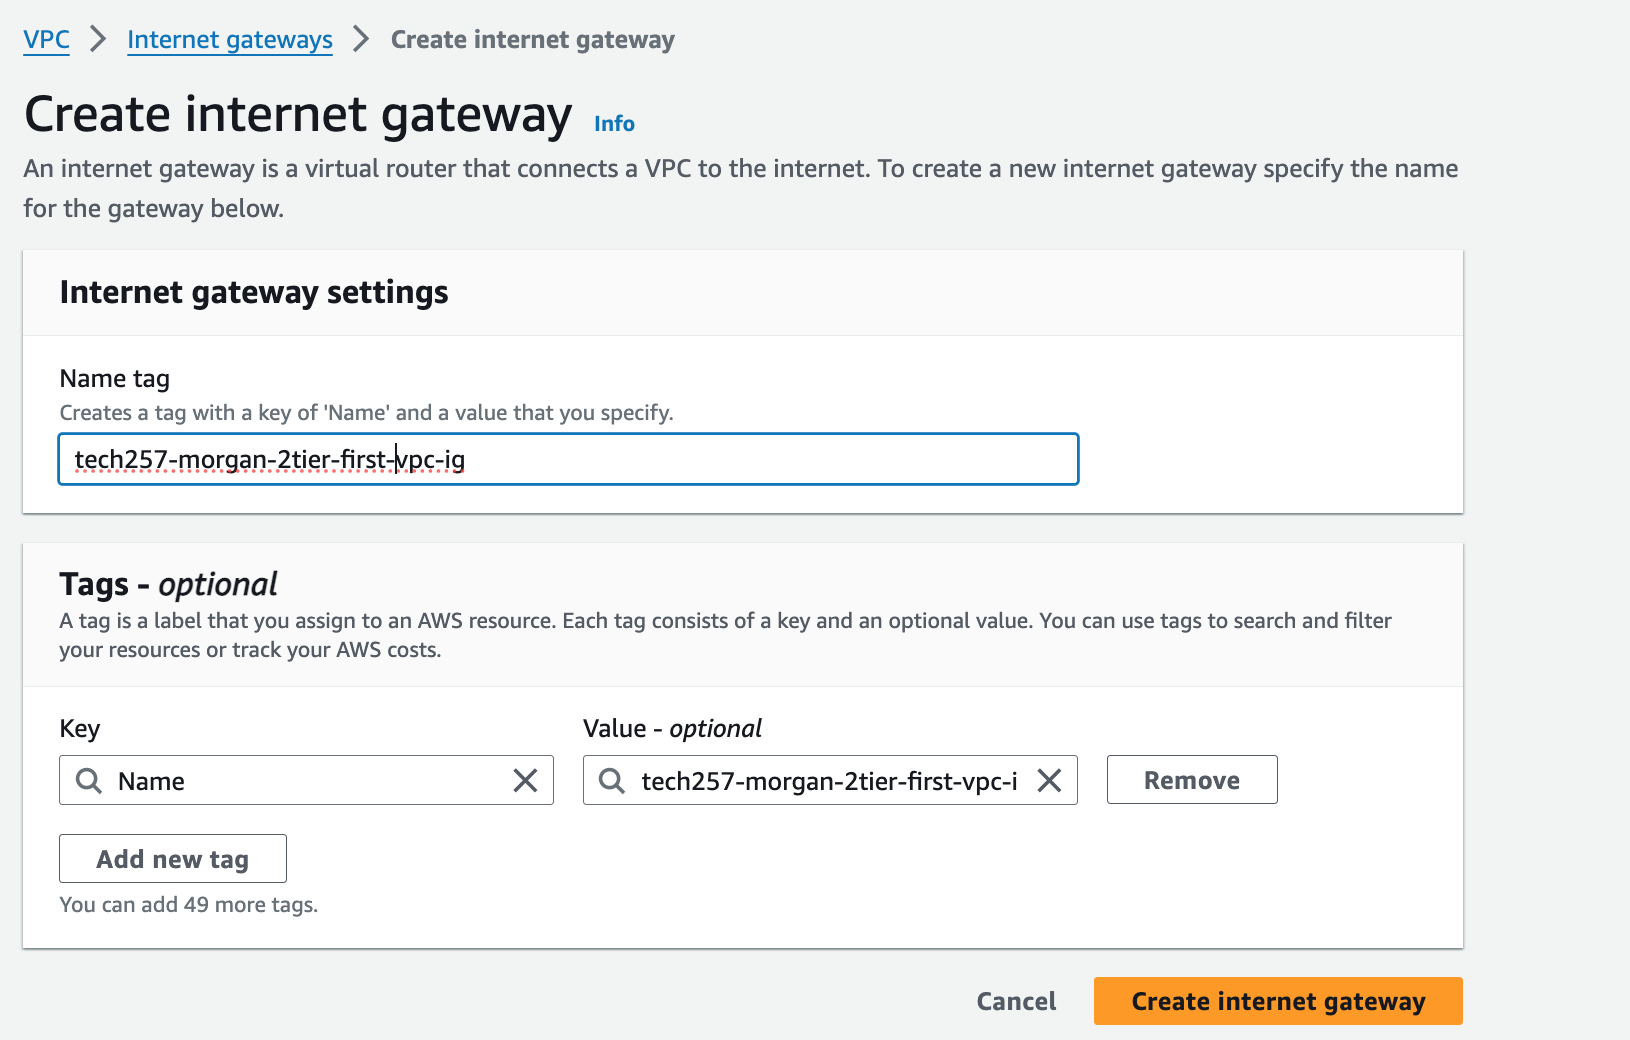 VPC > Internet gateways > Create internet gateway
Create internet gateway Info
An internet gateway is a virtual router that connects a VPC to the internet. To create a new internet gateway specify the name
for the gateway below.
Internet gateway settings
Name tag
Creates a tag with a key of 'Name' and a value that you specify.
tech257-morgan-2tier-first-vpc-ig
Tags - optional
A tag is a label that you assign to an AWS resource. Each tag consists of a key and an optional value. You can use tags to search and filter
your resources or track your AWS costs.
Key Value - optional
Name tech257-morgan-2tier-first-vpc-i Remove
Add new tag
You can add 49 more tags.
Cancel Create internet gateway